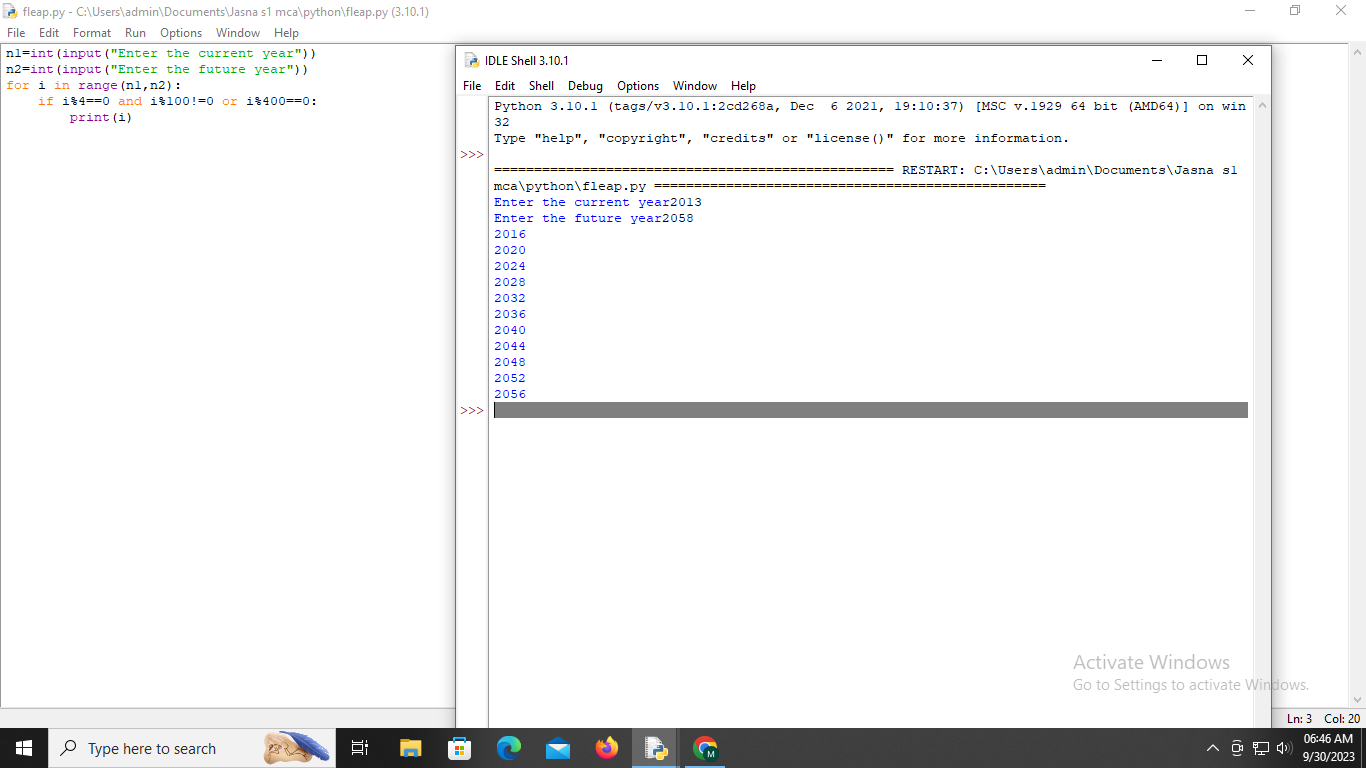 fleap.py - C:\Users\admin\Documents\Jasna s1 mca\python\fleap.py (3.10.1)
File Edit Format Run Options Window Help
n1=int(input("Enter the current year"))
n2=int(input("Enter the future year"))
for i in range(n1,n2):
    if i%4==0 and i%100!=0 or i%400==0:
        print(i)
IDLE Shell 3.10.1
File Edit Shell Debug Options Window Help
Python 3.10.1 (tags/v3.10.1:2cd268a, Dec  6 2021, 19:10:37) [MSC v.1929 64 bit (AMD64)] on win
32
Type "help", "copyright", "credits" or "license()" for more information.
>>>
================================================== RESTART: C:\Users\admin\Documents\Jasna s1
mca\python\fleap.py =================================================
Enter the current year2013
Enter the future year2058
2016
2020
2024
2028
2032
2036
2040
2044
2048
2052
2056
>>>
Activate Windows
Go to Settings to activate Windows.
Ln: 3 Col: 20
Type here to search
M
06:46 AM
9/30/2023